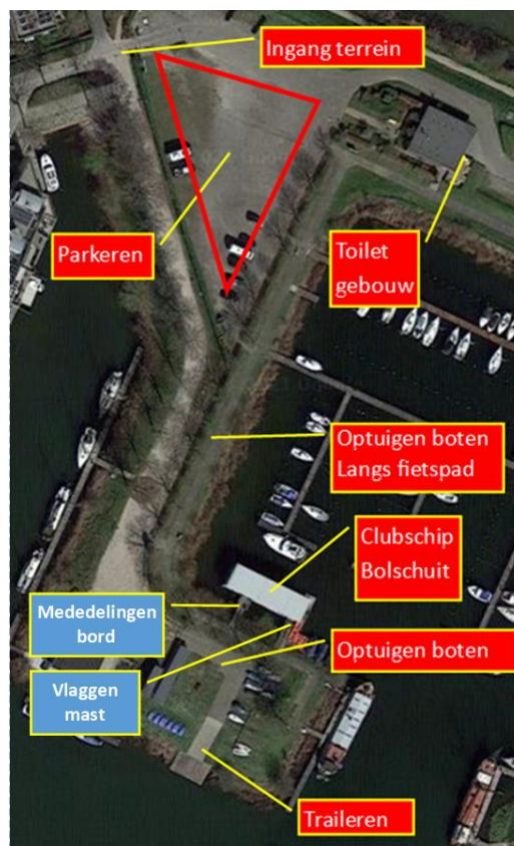 Ingang terrein
Parkeren
Toilet
gebouw
Optuigen boten
Langs fietspad
Clubschip
Bolschuit
Mededelingen
bord
Optuigen boten
Vlaggen
mast
Traileren